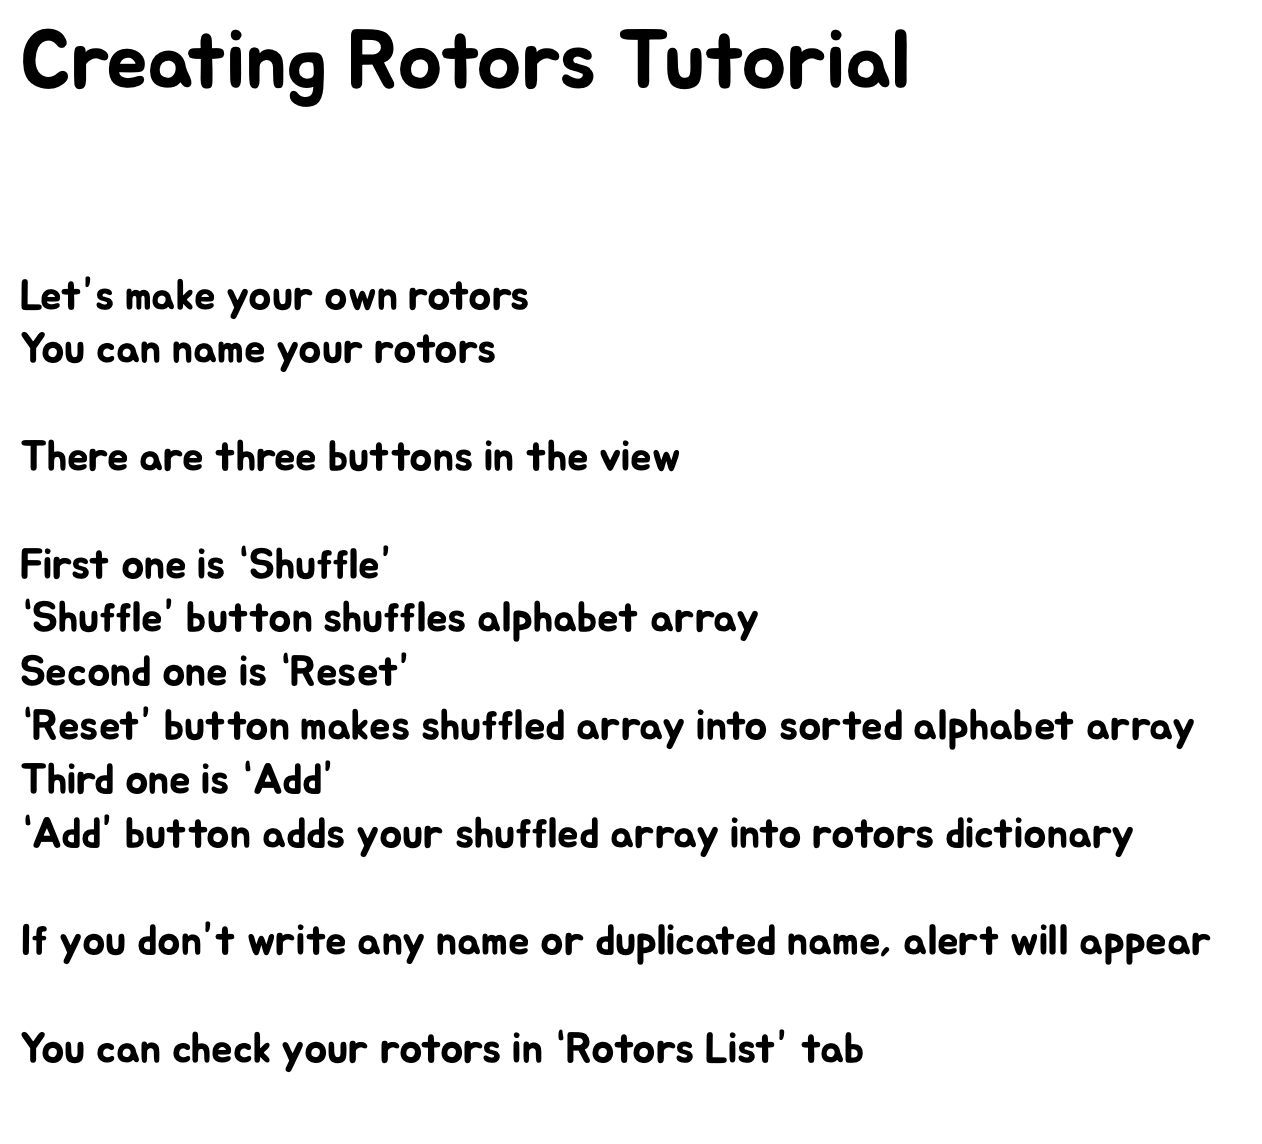 Creating Rotors Tutorial
Let's make your own rotors
You can name your rotors
There are three buttons in the view
First one is ‘Shuffle’
‘Shuffle’ button shuffles alphabet array
Second one is ‘Reset’
‘Reset’ button makes shuffled array into sorted alphabet array
Third one is ‘Add’
‘Add’ button adds your shuffled array into rotors dictionary
If you don't write any name or duplicated name, alert will appear
You can check your rotors in ‘Rotors List’ tab